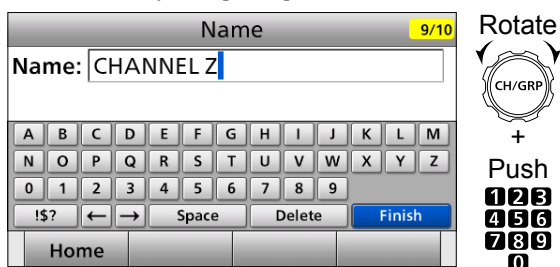 Name 9/10
Name: CHANNEL Z
A B C D E F G H I J K L M
N O P Q R S T U V W X Y Z
0 1 2 3 4 5 6 7 8 9
!$? ← → Space Delete Finish
Home
Rotate
CH/GRP
+
Push
1 2 3
4 5 6
7 8 9
0